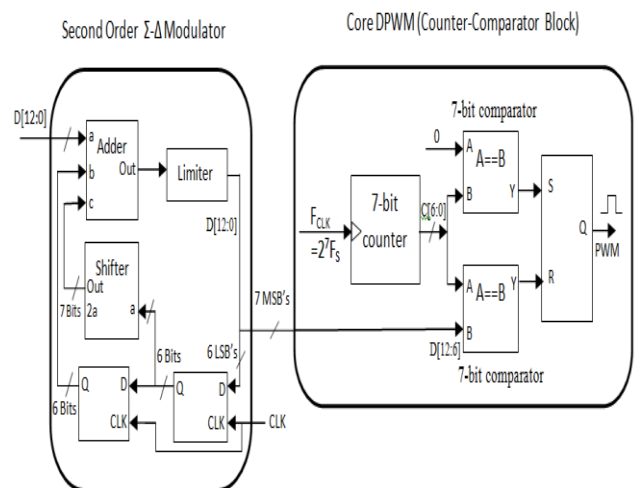 Second Order Σ-Δ Modulator
Core DPWM (Counter-Comparator Block)
D[12:0]
a
Adder
b
Out
c
Limiter
D[12:0]
Shifter
Out
2a
a
7 Bits
6 Bits
7 MSB's
6 LSB's
Q
D
CLK
6 Bits
Q
D
CLK
CLK
7-bit comparator
0
A
A==B
B
Y
F_CLK
=2^7F_S
7-bit
counter
C[6:0]
S
Q
R
PWM
A
A==B
Y
B
D[12:6]
7-bit comparator